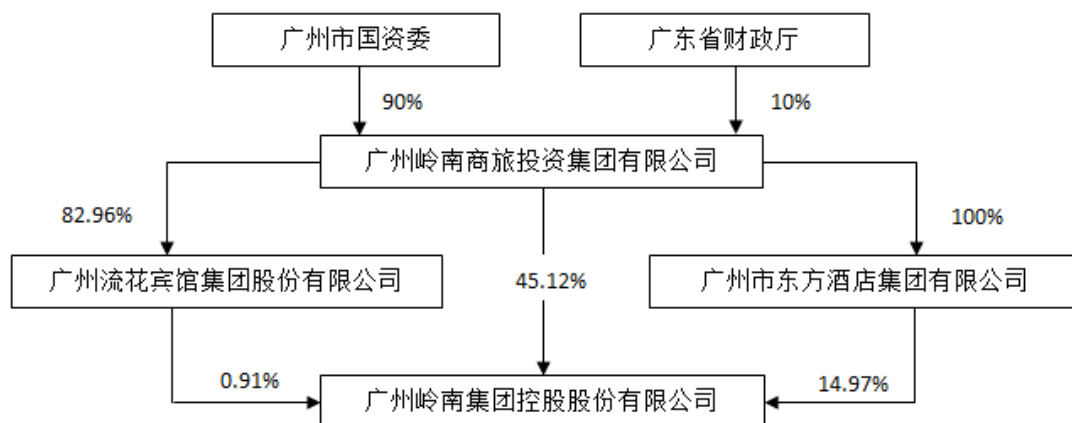 广州市国资委
广东省财政厅
90%
10%
广州岭南商旅投资集团有限公司
82.96%
100%
广州流花宾馆集团股份有限公司
45.12%
广州市东方酒店集团有限公司
0.91%
14.97%
广州岭南集团控股股份有限公司